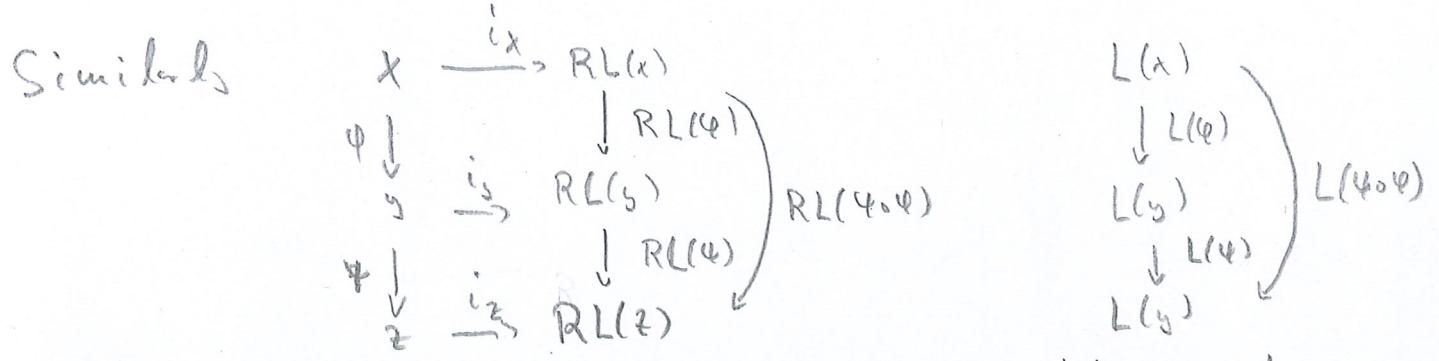 Similarly X i_X RL(x) L(x)
φ RL(φ) L(φ)
y i_y RL(y) RL(ψ∘φ) L(y) L(ψ∘φ)
ψ RL(ψ) L(ψ)
z i_z RL(z) L(y)